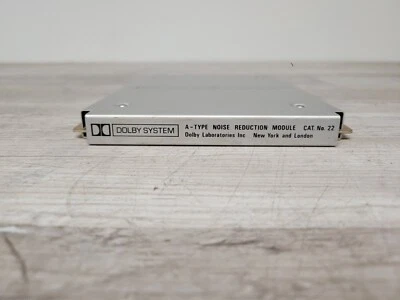 DOLBY SYSTEM A-TYPE NOISE REDUCTION MODULE CAT. No. 22
Dolby Laboratories Inc New York and London